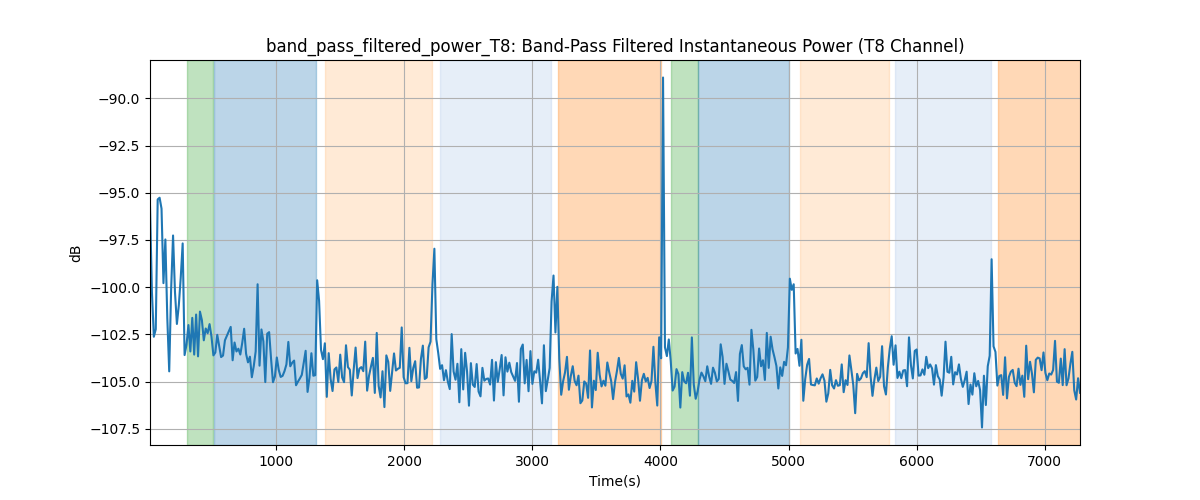 band_pass_filtered_power_T8: Band-Pass Filtered Instantaneous Power (T8 Channel)
−90.0
−92.5
−95.0
−97.5
−100.0
−102.5
−105.0
−107.5
dB
1000 2000 3000 4000 5000 6000 7000
Time(s)